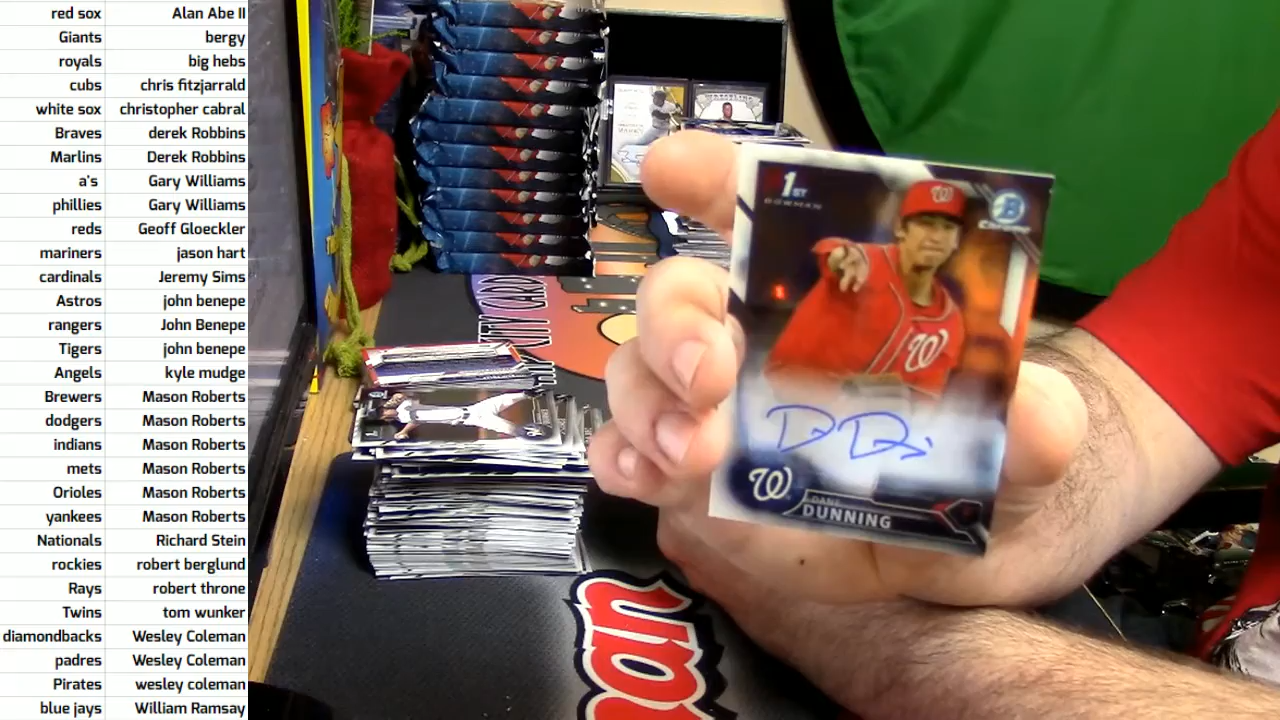 red sox Alan Abe II
Giants bergy
royals big hebs
cubs chris fitzjarrald
white sox christopher cabral
Braves derek Robbins
Marlins Derek Robbins
a's Gary Williams
phillies Gary Williams
reds Geoff Gloeckler
mariners jason hart
cardinals Jeremy Sims
Astros john benepe
rangers John Benepe
Tigers john benepe
Angels kyle mudge
Brewers Mason Roberts
dodgers Mason Roberts
indians Mason Roberts
mets Mason Roberts
Orioles Mason Roberts
yankees Mason Roberts
Nationals Richard Stein
rockies robert berglund
Rays robert throne
Twins tom wunker
diamondbacks Wesley Coleman
padres Wesley Coleman
Pirates wesley coleman
blue jays William Ramsay
1ST
BOWMAN
B
Chrome
W
W
W
DANE
DUNNING
CITY CARD